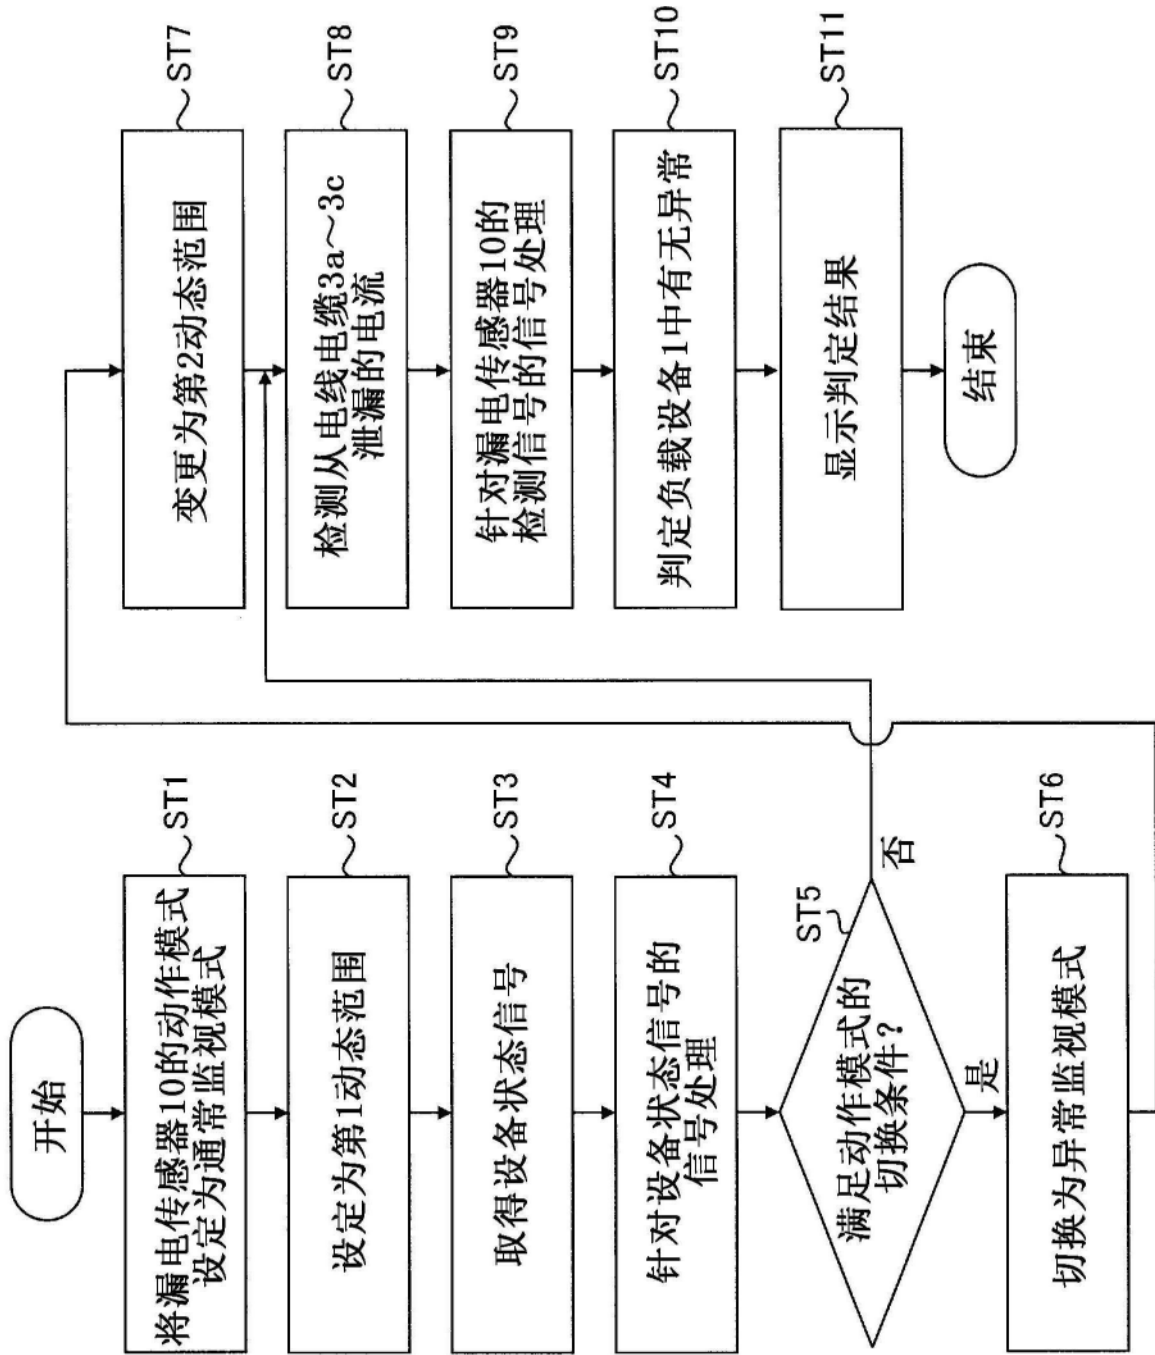 开始
将漏电传感器10的动作模式
设定为通常监视模式
ST1
设定为第1动态范围
ST2
取得设备状态信号
ST3
针对设备状态信号的
信号处理
ST4
满足动作模式的
切换条件？
ST5
否
是
切换为异常监视模式
ST6
变更为第2动态范围
ST7
检测从电线电缆3a～3c
泄漏的电流
ST8
针对漏电传感器10的
检测信号的信号处理
ST9
判定负载设备1中有无异常
ST10
显示判定结果
ST11
结束